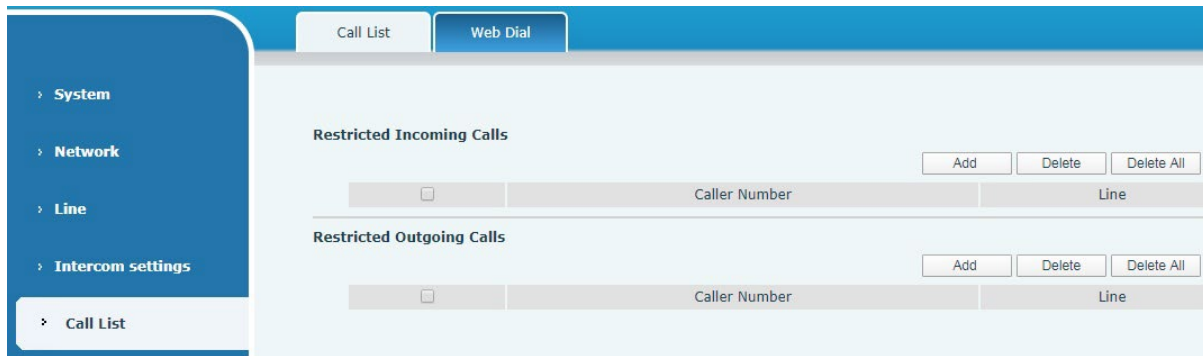 Call List
Web Dial
System
Network
Line
Intercom settings
Call List
Restricted Incoming Calls
Add Delete Delete All
Caller Number Line
Restricted Outgoing Calls
Add Delete Delete All
Caller Number Line